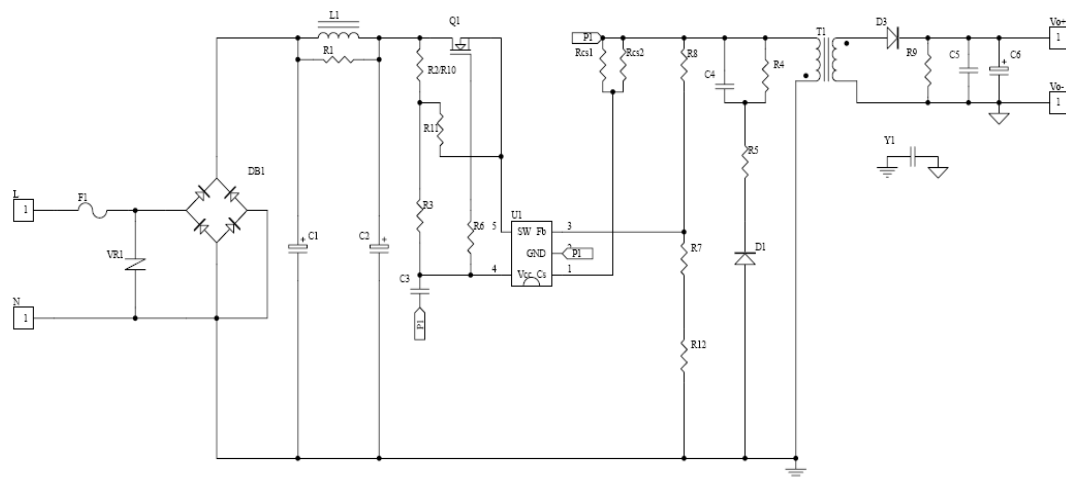 L1
Q1
P1
T1
D3
Vo+
1
R1
Rcs1
Rcs2
R8
R9
C5
C6
R2/R10
C4
R4
Vo-
1
R11
Y1
R5
DB1
L
F1
1
R3
U1
R6
5
SW
Fb
3
C1
C2
GND
2
P1
R7
D1
VR1
4
Vcc
Cs
1
C3
N
1
P1
R12